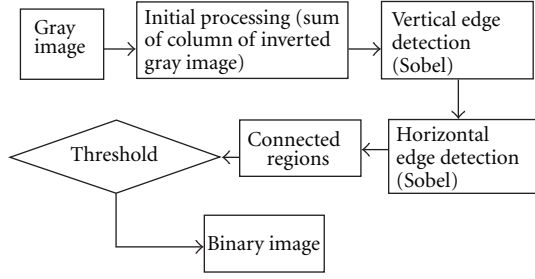 Gray
image
Initial processing (sum
of column of inverted
gray image)
Vertical edge
detection
(Sobel)
Horizontal
edge detection
(Sobel)
Connected
regions
Threshold
Binary image